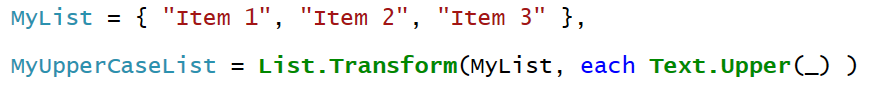 MyList = { "Item 1", "Item 2", "Item 3" },
MyUpperCaseList = List.Transform(MyList, each Text.Upper(_) )